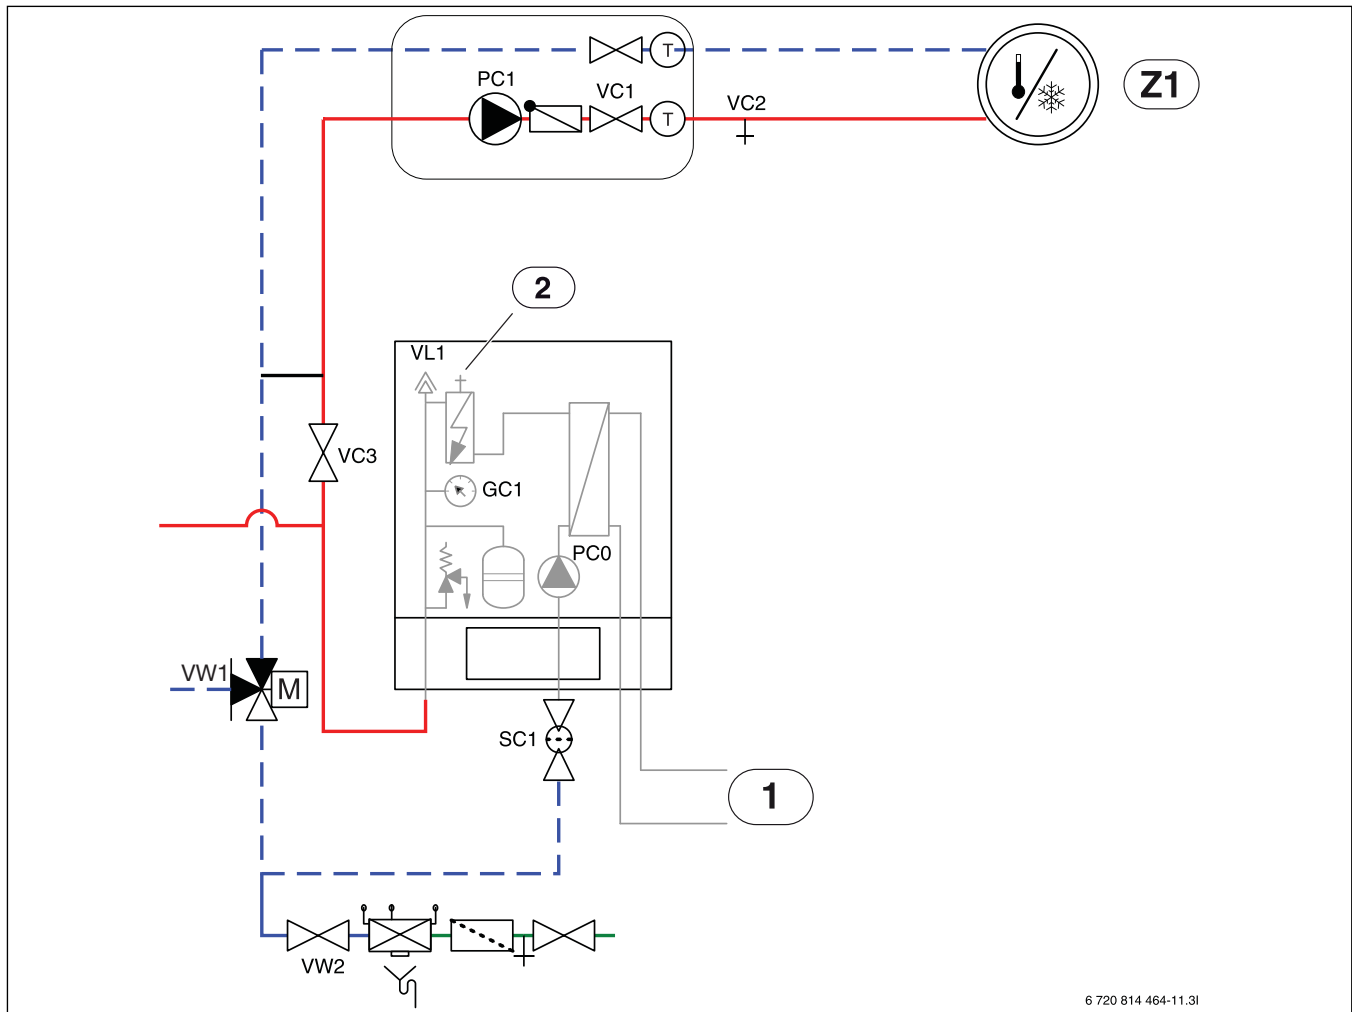 T
PC1
VC1
Z1
T
VC2
2
VL1
VC3
GC1
PC0
VW1
M
SC1
1
VW2
6 720 814 464-11.3I